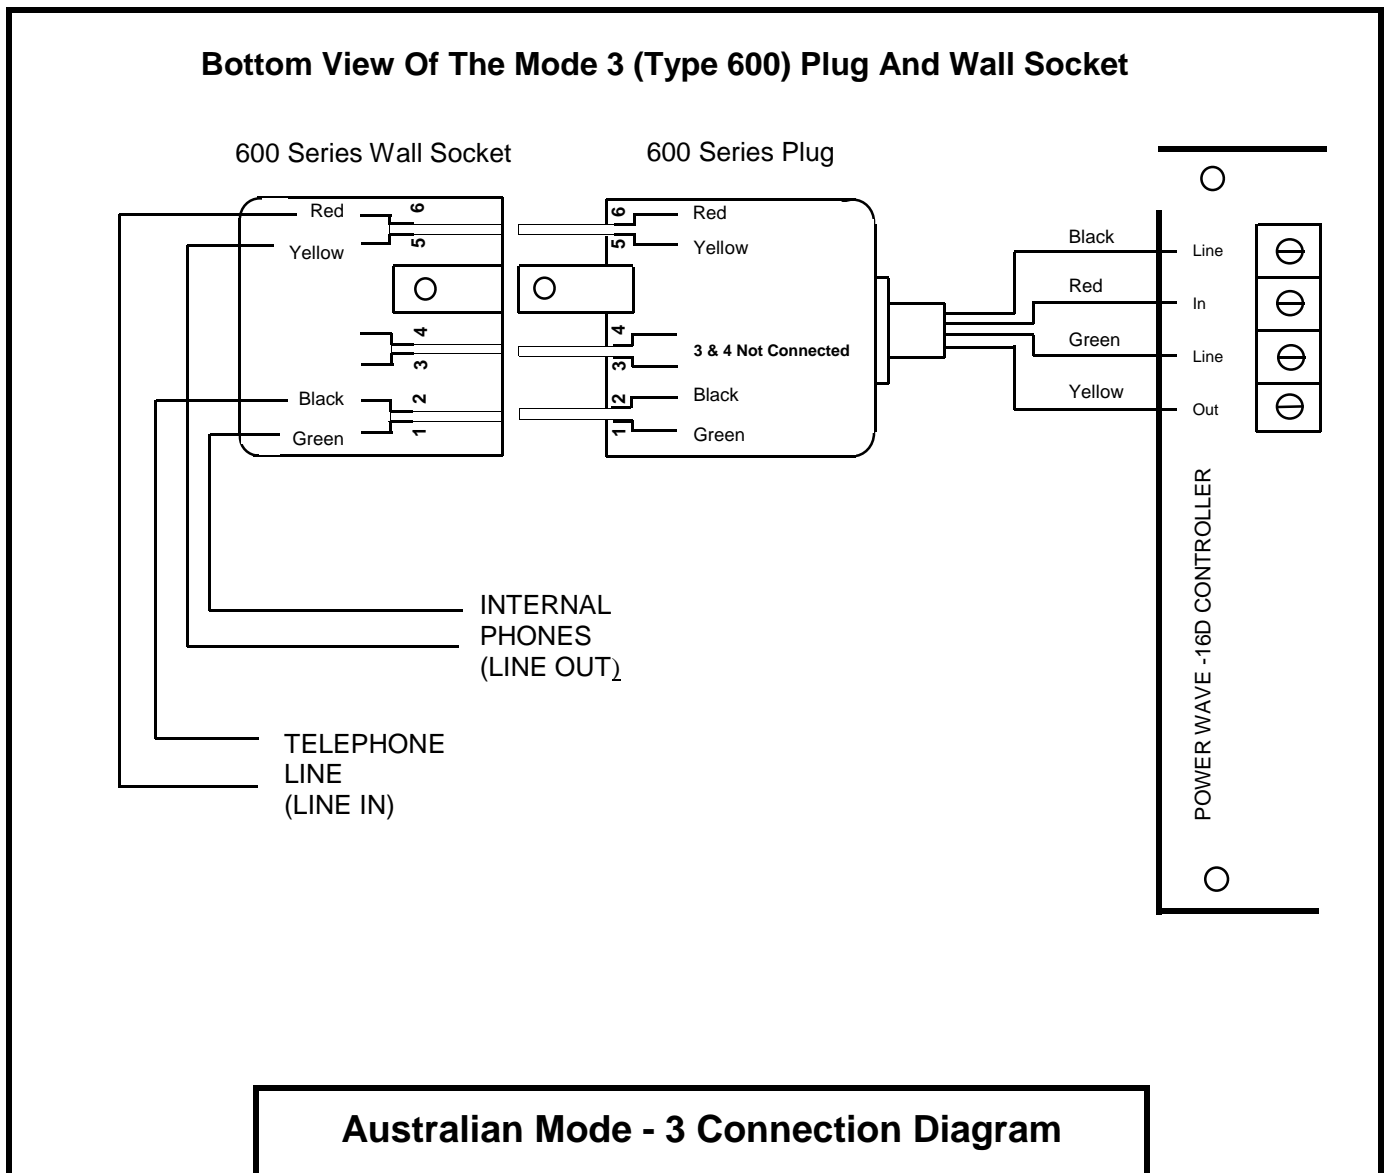 Bottom View Of The Mode 3 (Type 600) Plug And Wall Socket
600 Series Wall Socket
600 Series Plug
Red
6
5
Yellow
4
3
Black
2
1
Green
6
Red
5
Yellow
4
3
3 & 4 Not Connected
2
Black
1
Green
Black
Red
Green
Yellow
Line
In
Line
Out
POWER WAVE -16D CONTROLLER
INTERNAL
PHONES
(LINE OUT)
TELEPHONE
LINE
(LINE IN)
Australian Mode - 3 Connection Diagram